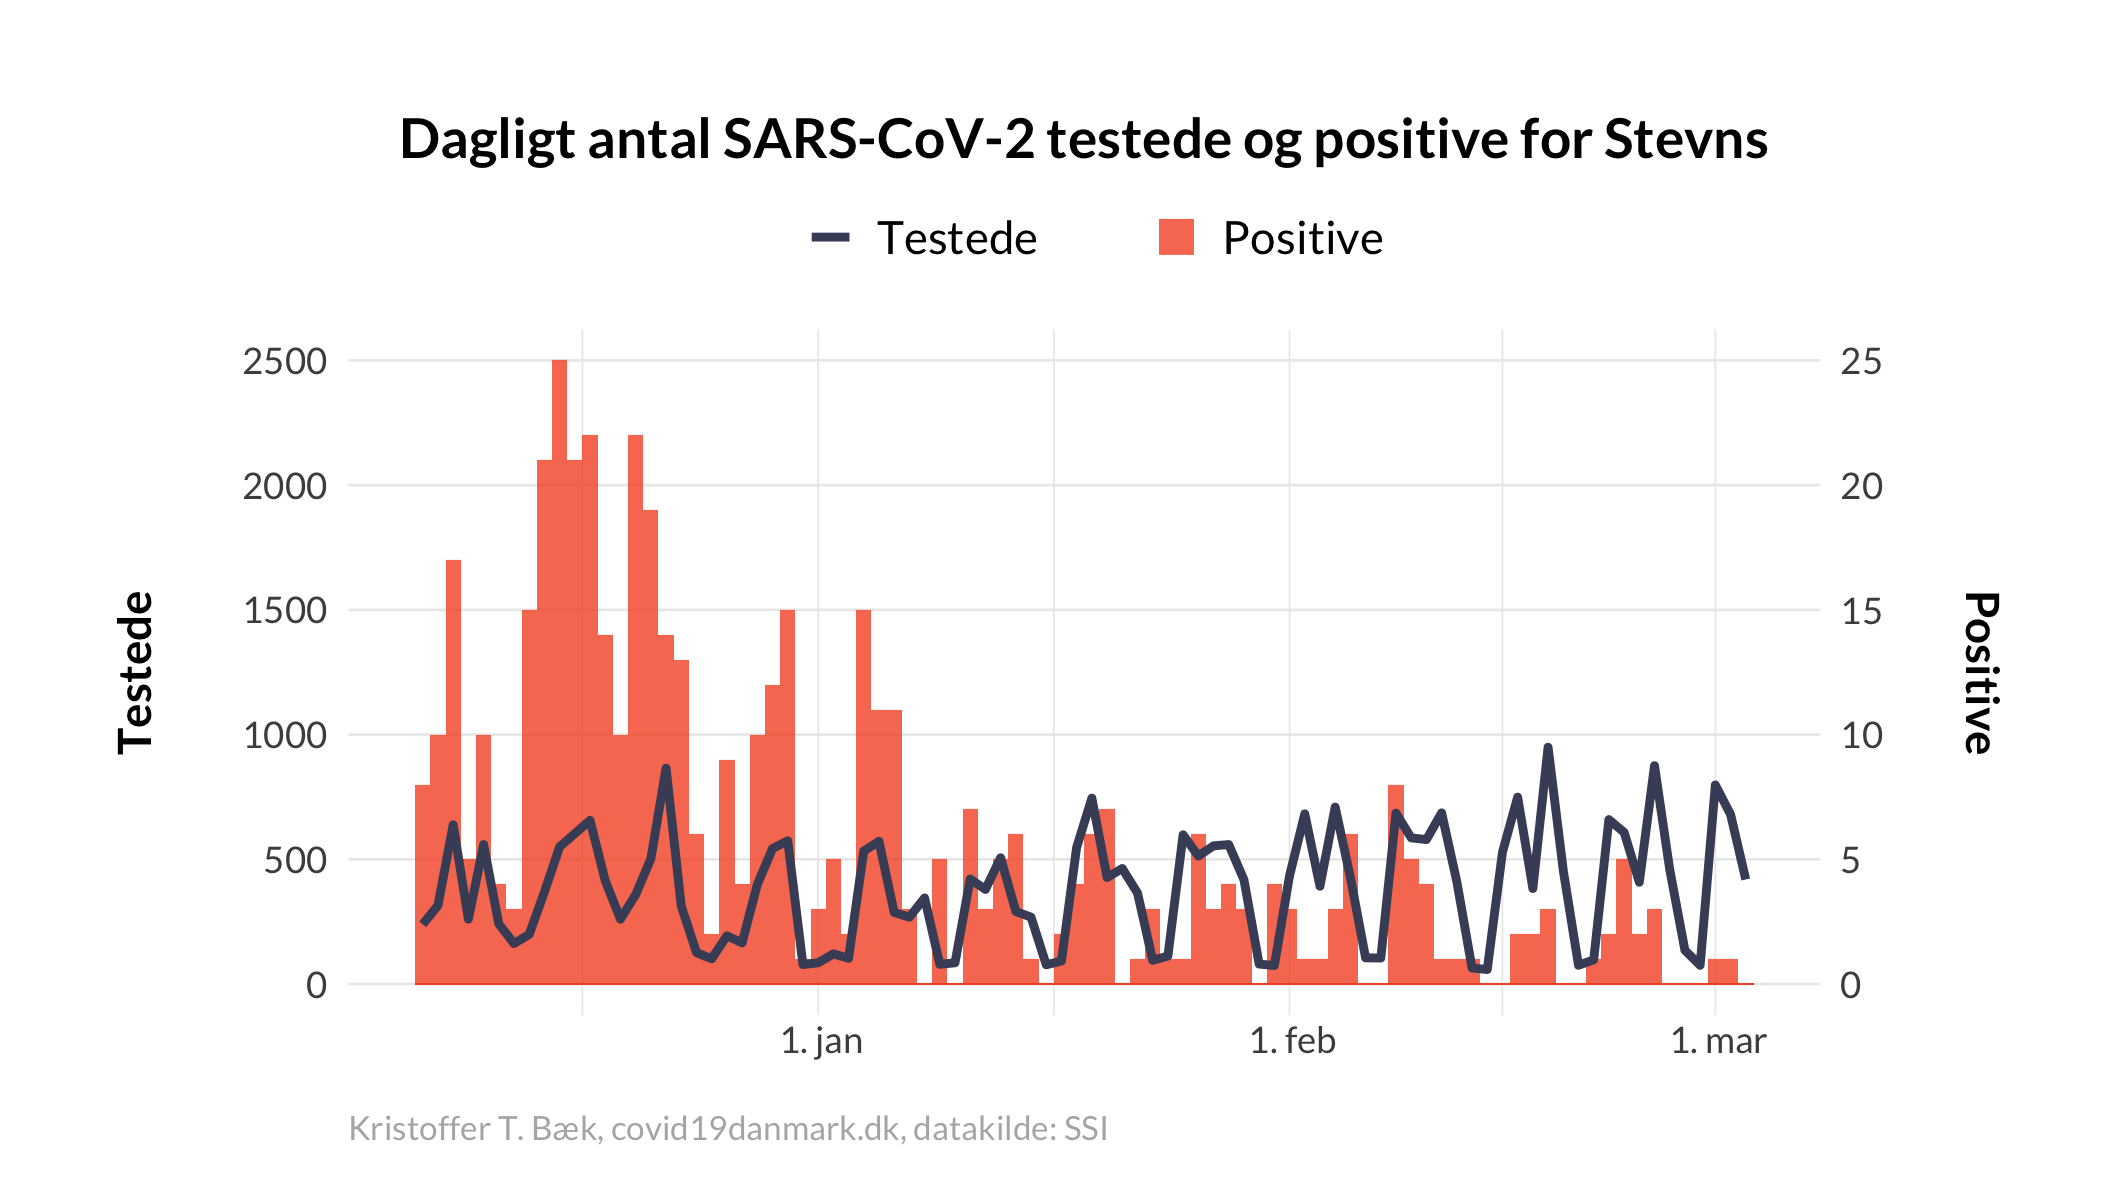 Dagligt antal SARS-CoV-2 testede og positive for Stevns
Testede Positive
2500 25
2000 20
1500 15
1000 10
500 5
0 0
Testede
Positive
1. jan 1. feb 1. mar
Kristoffer T. Bæk, covid19danmark.dk, datakilde: SSI